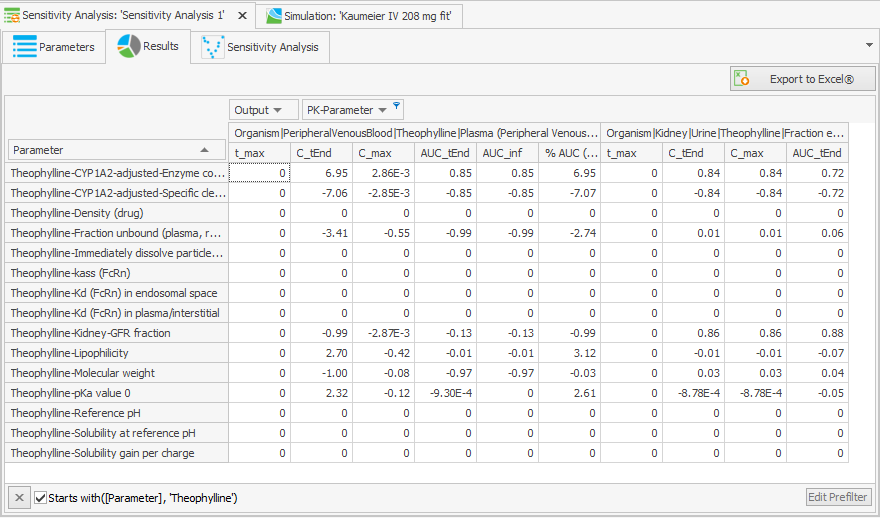 Sensitivity Analysis: 'Sensitivity Analysis 1' Simulation: 'Kaumeier IV 208 mg fit'
Parameters Results Sensitivity Analysis
Export to Excel®
Output PK-Parameter
Organism|PeripheralVenousBlood|Theophylline|Plasma (Peripheral Venous... Organism|Kidney|Urine|Theophylline|Fraction e...
Parameter t_max C_tEnd C_max AUC_tEnd AUC_inf % AUC (... t_max C_tEnd C_max AUC_tEnd
Theophylline-CYP1A2-adjusted-Enzyme co... 0 6.95 2.86E-3 0.85 0.85 6.95 0 0.84 0.84 0.72
Theophylline-CYP1A2-adjusted-Specific cle... 0 -7.06 -2.85E-3 -0.85 -0.85 -7.07 0 -0.84 -0.84 -0.72
Theophylline-Density (drug) 0 0 0 0 0 0 0 0 0 0
Theophylline-Fraction unbound (plasma, r... 0 -3.41 -0.55 -0.99 -0.99 -2.74 0 0.01 0.01 0.06
Theophylline-Immediately dissolve particle... 0 0 0 0 0 0 0 0 0 0
Theophylline-kass (FcRn) 0 0 0 0 0 0 0 0 0 0
Theophylline-Kd (FcRn) in endosomal space 0 0 0 0 0 0 0 0 0 0
Theophylline-Kd (FcRn) in plasma/interstitial 0 0 0 0 0 0 0 0 0 0
Theophylline-Kidney-GFR fraction 0 -0.99 -2.87E-3 -0.13 -0.13 -0.99 0 0.86 0.86 0.88
Theophylline-Lipophilicity 0 2.70 -0.42 -0.01 -0.01 3.12 0 -0.01 -0.01 -0.07
Theophylline-Molecular weight 0 -1.00 -0.08 -0.97 -0.97 -0.03 0 0.03 0.03 0.04
Theophylline-pKa value 0 0 2.32 -0.12 -9.30E-4 0 2.61 0 -8.78E-4 -8.78E-4 -0.05
Theophylline-Reference pH 0 0 0 0 0 0 0 0 0 0
Theophylline-Solubility at reference pH 0 0 0 0 0 0 0 0 0 0
Theophylline-Solubility gain per charge 0 0 0 0 0 0 0 0 0 0
Starts with([Parameter], 'Theophylline') Edit Prefilter